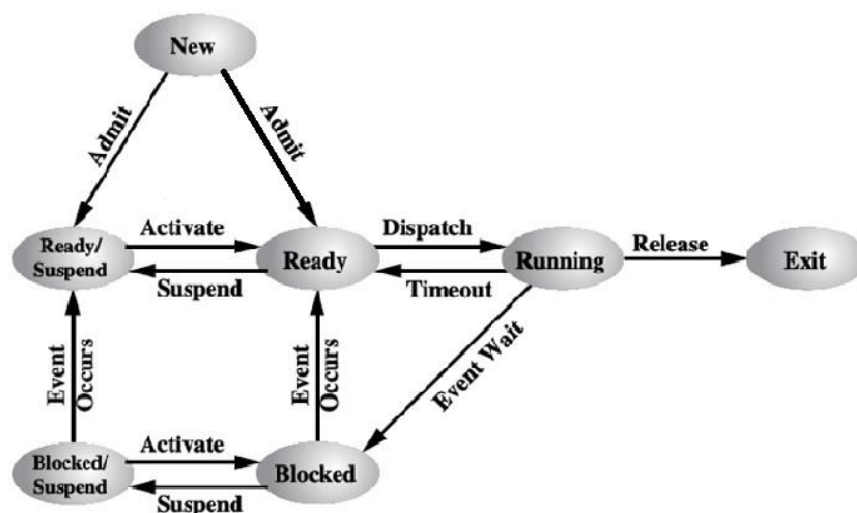 New
Admit
Admit
Activate
Dispatch
Ready/
Suspend
Ready
Running
Release
Exit
Suspend
Timeout
Event
Occurs
Event
Occurs
Event Wait
Activate
Blocked/
Suspend
Blocked
Suspend